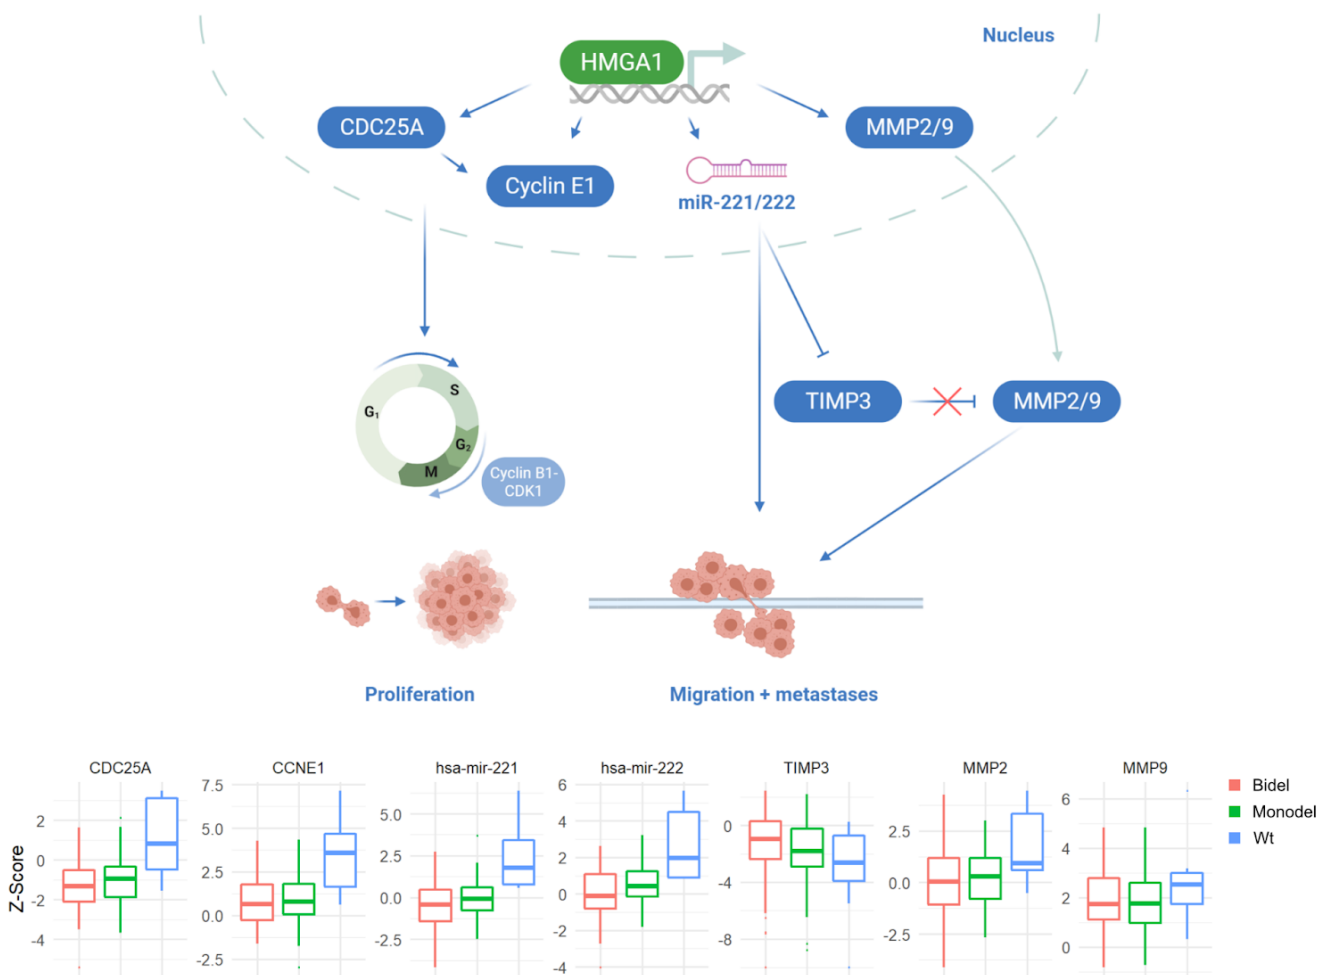 Nucleus
HMGA1
CDC25A
MMP2/9
Cyclin E1
miR-221/222
S
G₁
G₂
M
Cyclin B1-
CDK1
TIMP3
MMP2/9
Proliferation
Migration + metastases
Z-Score
CDC25A
2
0
-2
-4
CCNE1
7.5
5.0
2.5
0.0
-2.5
hsa-mir-221
5.0
2.5
0.0
-2.5
hsa-mir-222
6
4
2
0
-2
-4
TIMP3
0
-4
-8
MMP2
2.5
0.0
-2.5
MMP9
6
4
2
0
Bidel
Monodel
Wt